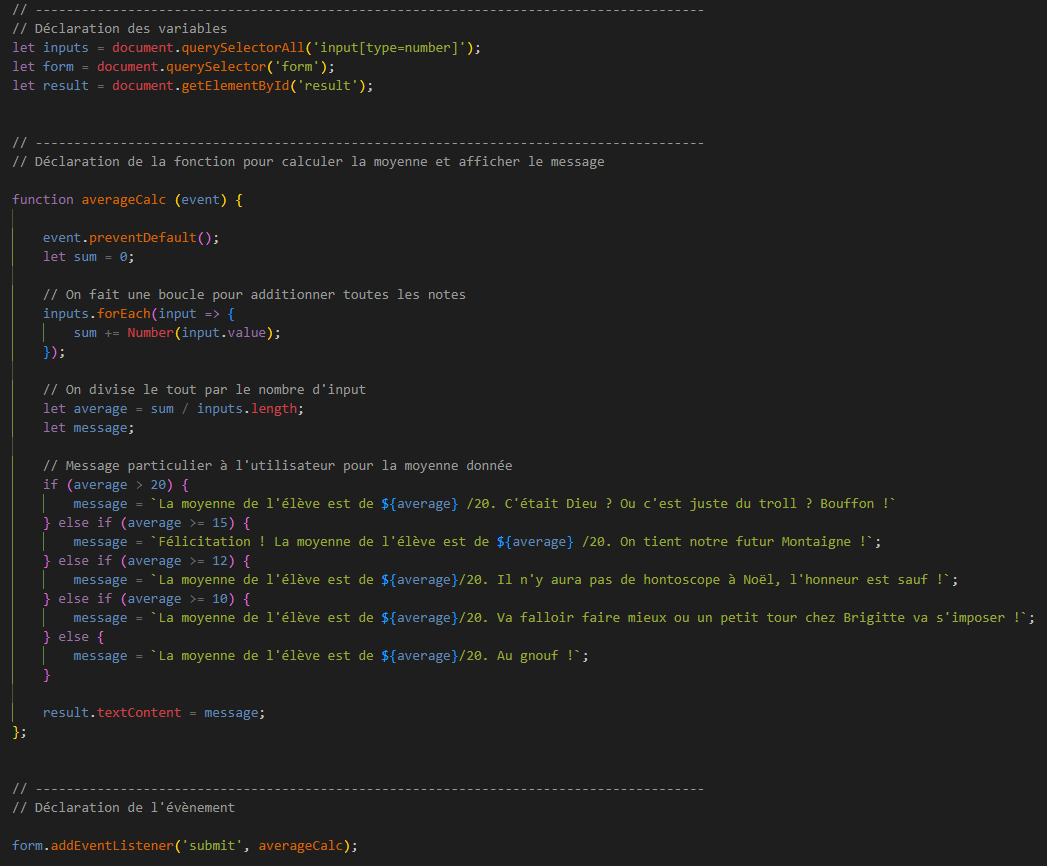 // ---------------------------------------------------------------------------------------
// Déclaration des variables
let inputs = document.querySelectorAll('input[type=number]');
let form = document.querySelector('form');
let result = document.getElementById('result');
// ---------------------------------------------------------------------------------------
// Déclaration de la fonction pour calculer la moyenne et afficher le message
function averageCalc (event) {
    event.preventDefault();
    let sum = 0;
    // On fait une boucle pour additionner toutes les notes
    inputs.forEach(input => {
        sum += Number(input.value);
    });
    // On divise le tout par le nombre d'input
    let average = sum / inputs.length;
    let message;
    // Message particulier à l'utilisateur pour la moyenne donnée
    if (average > 20) {
        message = `La moyenne de l'élève est de ${average} /20. C'était Dieu ? Ou c'est juste du troll ? Bouffon !`
    } else if (average >= 15) {
        message = `Félicitation ! La moyenne de l'élève est de ${average} /20. On tient notre futur Montaigne !`;
    } else if (average >= 12) {
        message = `La moyenne de l'élève est de ${average}/20. Il n'y aura pas de hontoscope à Noël, l'honneur est sauf !`;
    } else if (average >= 10) {
        message = `La moyenne de l'élève est de ${average}/20. Va falloir faire mieux ou un petit tour chez Brigitte va s'imposer !`;
    } else {
        message = `La moyenne de l'élève est de ${average}/20. Au gnouf !`;
    }
    result.textContent = message;
};
// ---------------------------------------------------------------------------------------
// Déclaration de l'évènement
form.addEventListener('submit', averageCalc);